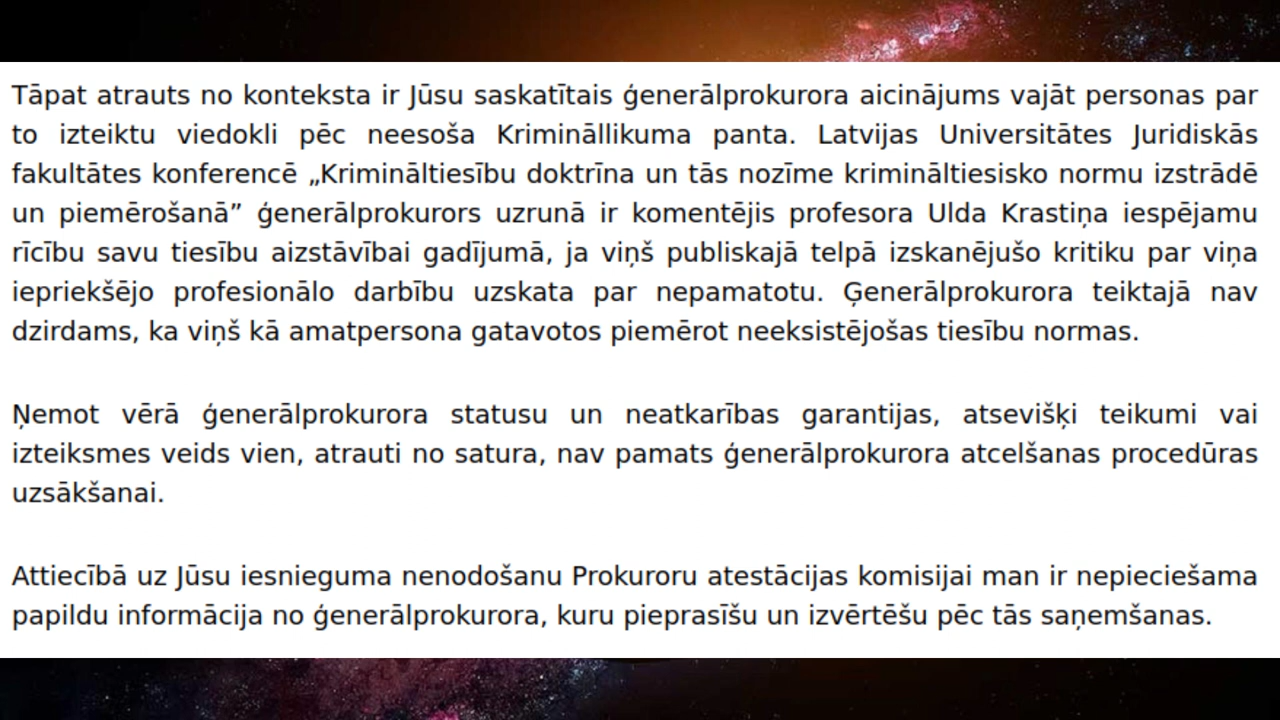 Tāpat atrauts no konteksta ir Jūsu saskatītais ģenerālprokurora aicinājums vajāt personas par
to izteiktu viedokli pēc neesoša Krimināllikuma panta. Latvijas Universitātes Juridiskās
fakultātes konferencē „Krimināltiesību doktrīna un tās nozīme krimināltiesisko normu izstrādē
un piemērošanā” ģenerālprokurors uzrunā ir komentējis profesora Ulda Krastiņa iespējamu
rīcību savu tiesību aizstāvībai gadījumā, ja viņš publiskajā telpā izskanējušo kritiku par viņa
iepriekšējo profesionālo darbību uzskata par nepamatotu. Ģenerālprokurora teiktajā nav
dzirdams, ka viņš kā amatpersona gatavotos piemērot neeksistējošas tiesību normas.
Ņemot vērā ģenerālprokurora statusu un neatkarības garantijas, atsevišķi teikumi vai
izteiksmes veids vien, atrauti no satura, nav pamats ģenerālprokurora atcelšanas procedūras
uzsākšanai.
Attiecībā uz Jūsu iesnieguma nenodošanu Prokuroru atestācijas komisijai man ir nepieciešama
papildu informācija no ģenerālprokurora, kuru pieprasīšu un izvērtēšu pēc tās saņemšanas.